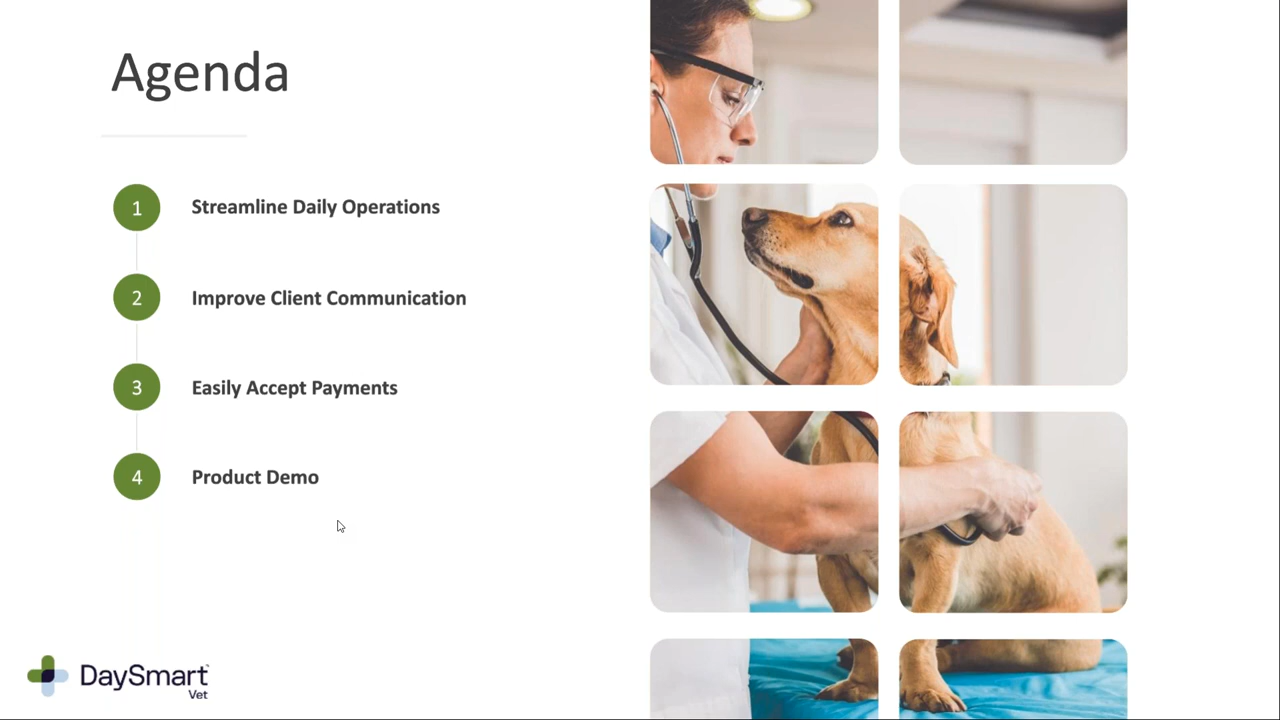 Agenda
1
Streamline Daily Operations
2
Improve Client Communication
3
Easily Accept Payments
4
Product Demo
DaySmart
Vet